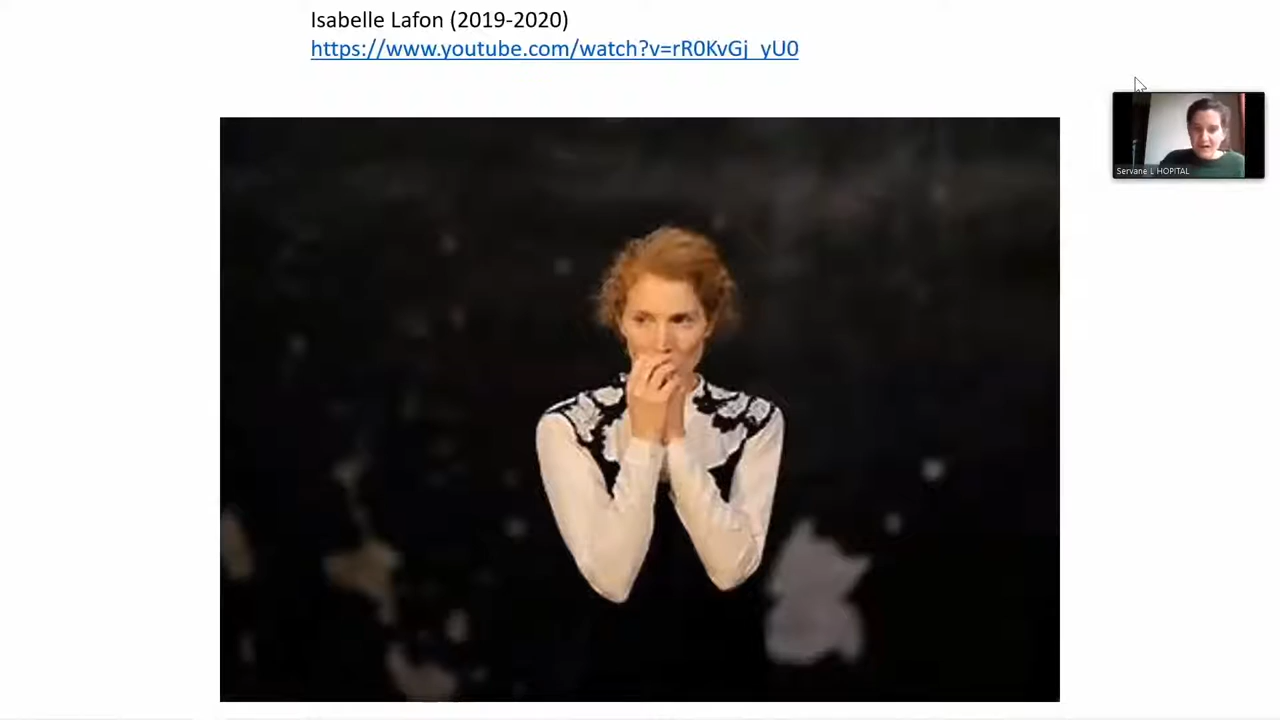 Isabelle Lafon (2019-2020)
https://www.youtube.com/watch?v=rR0KvGj_yU0
Servane L HOPITAL